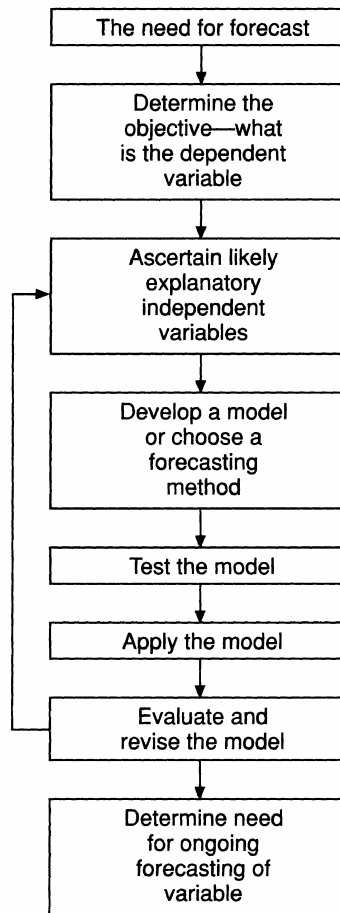 The need for forecast
Determine the
objective—what
is the dependent
variable
Ascertain likely
explanatory
independent
variables
Develop a model
or choose a
forecasting
method
Test the model
Apply the model
Evaluate and
revise the model
Determine need
for ongoing
forecasting of
variable